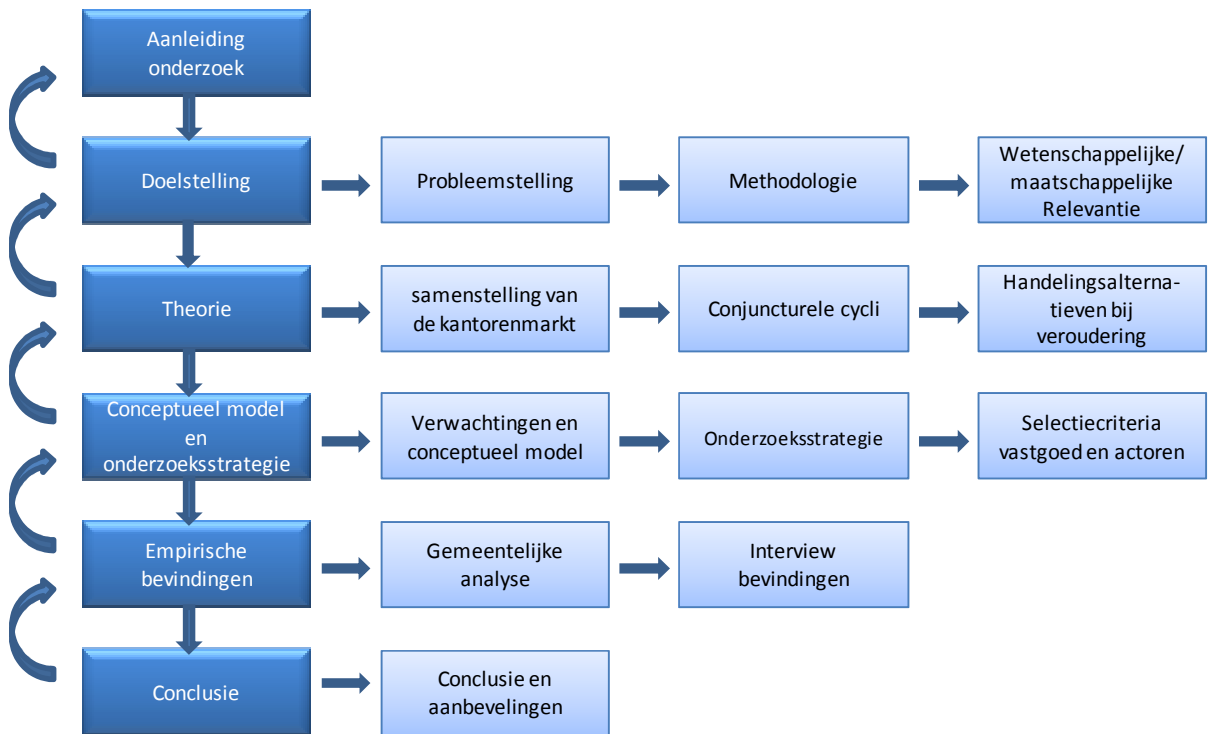 Aanleiding
onderzoek
Doelstelling
Probleemstelling
Methodologie
Wetenschappelijke/
maatschappelijke
Relevantie
Theorie
samenstelling van
de kantorenmarkt
Conjuncturele cycli
Handelingsalterna-
tieven bij
veroudering
Conceptueel model
en
onderzoeksstrategie
Verwachtingen en
conceptueel model
Onderzoeksstrategie
Selectiecriteria
vastgoed en actoren
Empirische
bevindingen
Gemeentelijke
analyse
Interview
bevindingen
Conclusie
Conclusie en
aanbevelingen